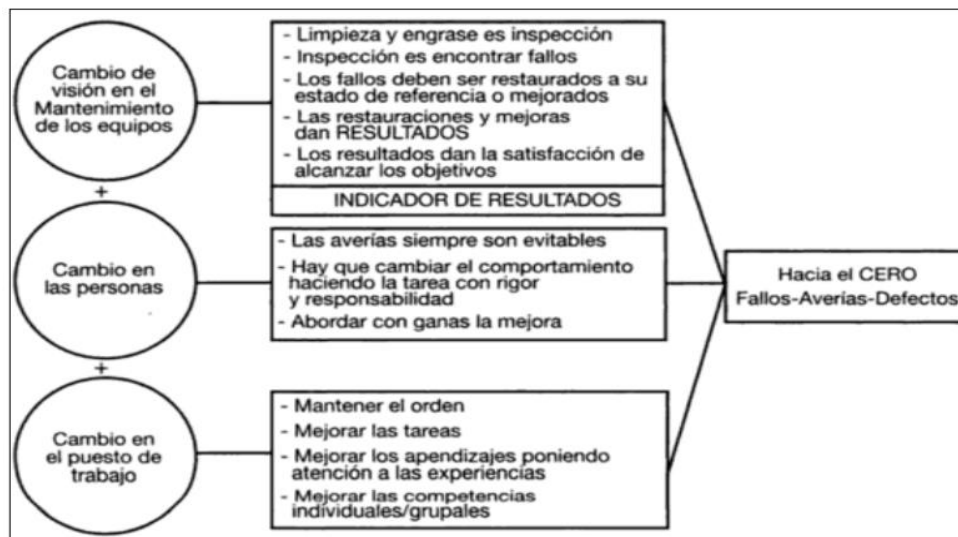 Cambio de
visión en el
Mantenimiento
de los equipos
- Limpieza y engrase es inspección
- Inspección es encontrar fallos
- Los fallos deben ser restaurados a su
estado de referencia o mejorados
- Las restauraciones y mejoras
dan RESULTADOS
- Los resultados dan la satisfacción de
alcanzar los objetivos
INDICADOR DE RESULTADOS
+
Cambio en
las personas
- Las averías siempre son evitables
- Hay que cambiar el comportamiento
haciendo la tarea con rigor
y responsabilidad
- Abordar con ganas la mejora
+
Cambio en
el puesto de
trabajo
- Mantener el orden
- Mejorar las tareas
- Mejorar los apendizajes poniendo
atención a las experiencias
- Mejorar las competencias
individuales/grupales
Hacia el CERO
Fallos-Averías-Defectos